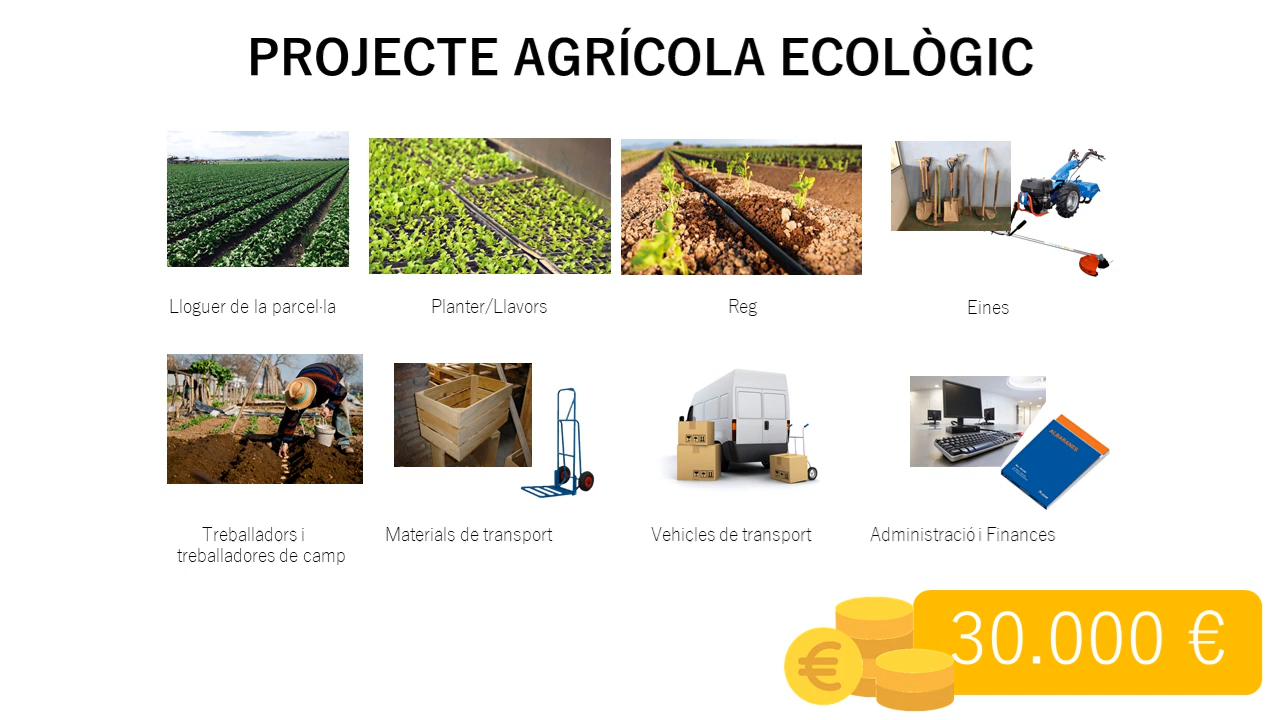 PROJECTE AGRÍCOLA ECOLÒGIC
Lloguer de la parcel·la
Planter/Llavors
Reg
Eines
Treballadors i
treballadores de camp
Materials de transport
Vehicles de transport
Administració i Finances
ALBARANES
30.000 €